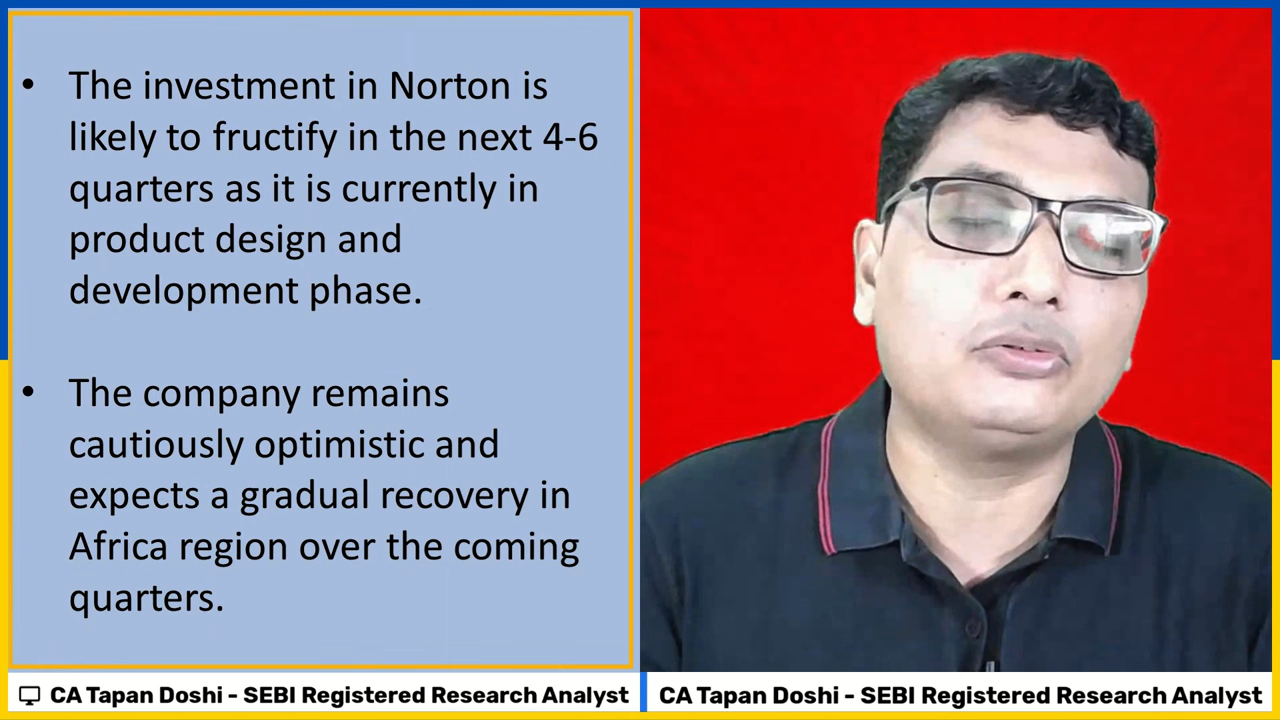 • The investment in Norton is
likely to fructify in the next 4-6
quarters as it is currently in
product design and
development phase.
• The company remains
cautiously optimistic and
expects a gradual recovery in
Africa region over the coming
quarters.
CA Tapan Doshi - SEBI Registered Research Analyst
CA Tapan Doshi - SEBI Registered Research Analyst